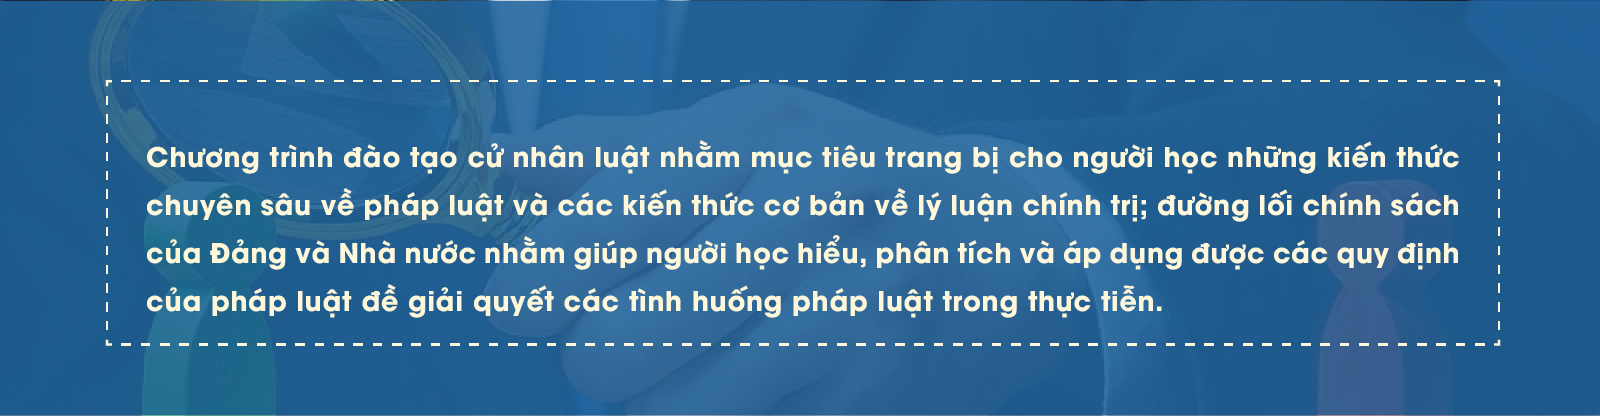 Chương trình đào tạo cử nhân luật nhằm mục tiêu trang bị cho người học những kiến thức
chuyên sâu về pháp luật và các kiến thức cơ bản về lý luận chính trị; đường lối chính sách
của Đảng và Nhà nước nhằm giúp người học hiểu, phân tích và áp dụng được các quy định
của pháp luật đề giải quyết các tình huống pháp luật trong thực tiễn.